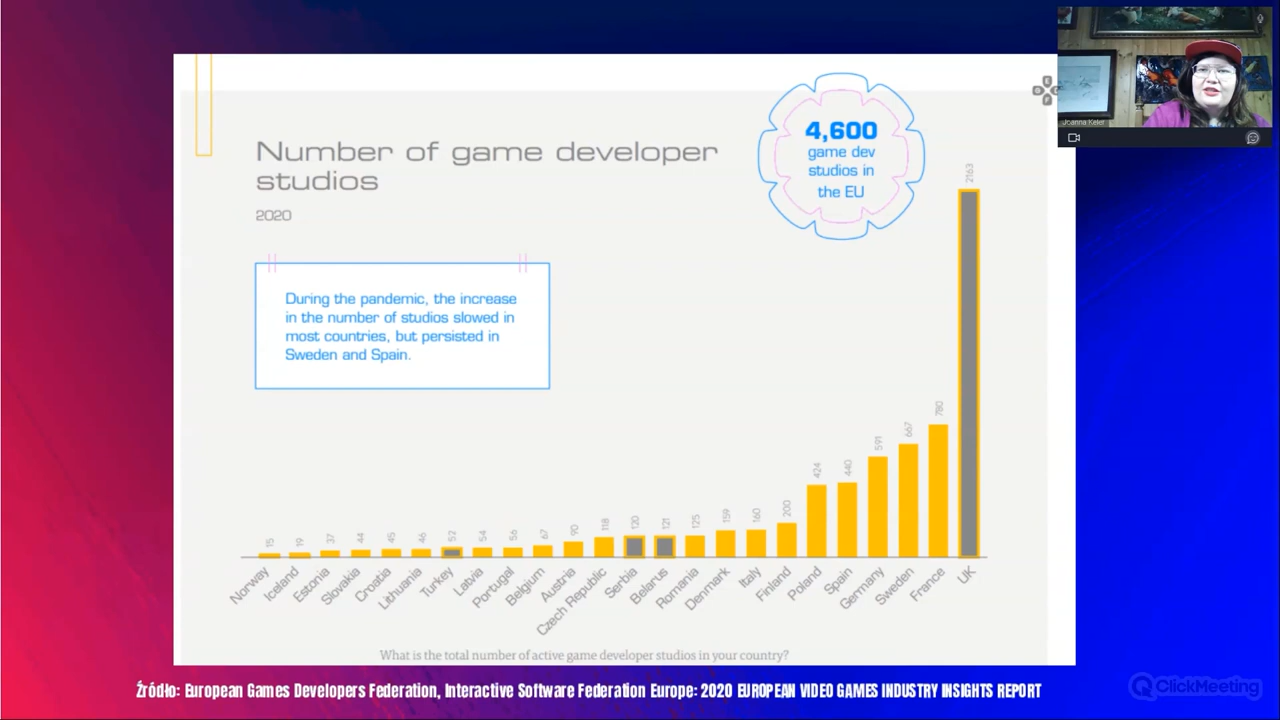 Number of game developer
studios
2020
4,600
game dev
studios in
the EU
During the pandemic, the increase
in the number of studios slowed in
most countries, but persisted in
Sweden and Spain.
15
19
37
44
45
46
52
54
56
67
90
118
120
121
125
159
160
200
424
440
591
667
780
2163
Norway
Iceland
Estonia
Slovakia
Croatia
Lithuania
Turkey
Latvia
Portugal
Belgium
Austria
Czech Republic
Serbia
Belarus
Romania
Denmark
Italy
Finland
Poland
Spain
Germany
Sweden
France
UK
What is the total number of active game developer studios in your country?
Źródło: European Games Developers Federation, Interactive Software Federation Europe: 2020 EUROPEAN VIDEO GAMES INDUSTRY INSIGHTS REPORT
Joanna Keler
ClickMeeting